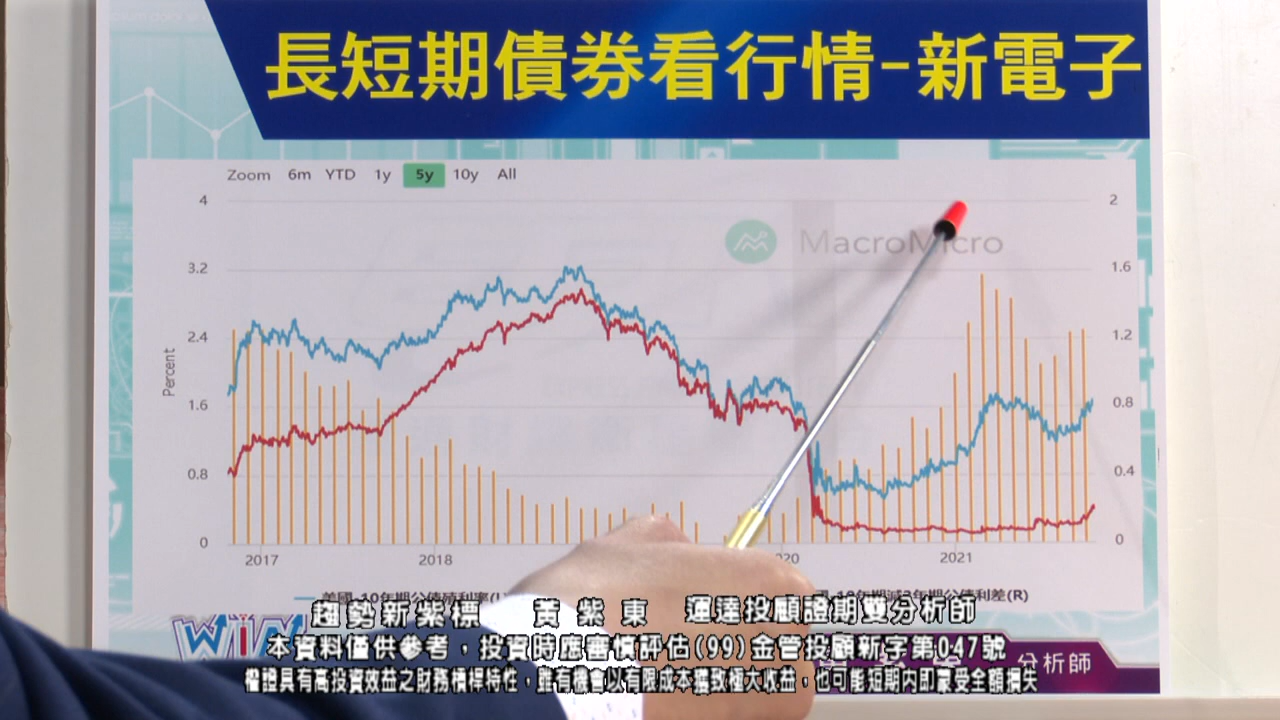 長短期債券看行情-新電子
Zoom 6m YTD 1y 5y 10y All
MacroMicro
4
3.2
2.4
1.6
0.8
0
Percent
2
1.6
1.2
0.8
0.4
0
2017 2018 2021
趨勢新紫標 黃紫東 運達投顧證期雙分析師
本資料僅供參考，投資時應審慎評估(99)金管投顧新字第047號
分析師
權證具有高投資效益之財務槓桿特性，雖有機會以有限成本獲致極大收益，也可能短期內即蒙受全額損失
WIN